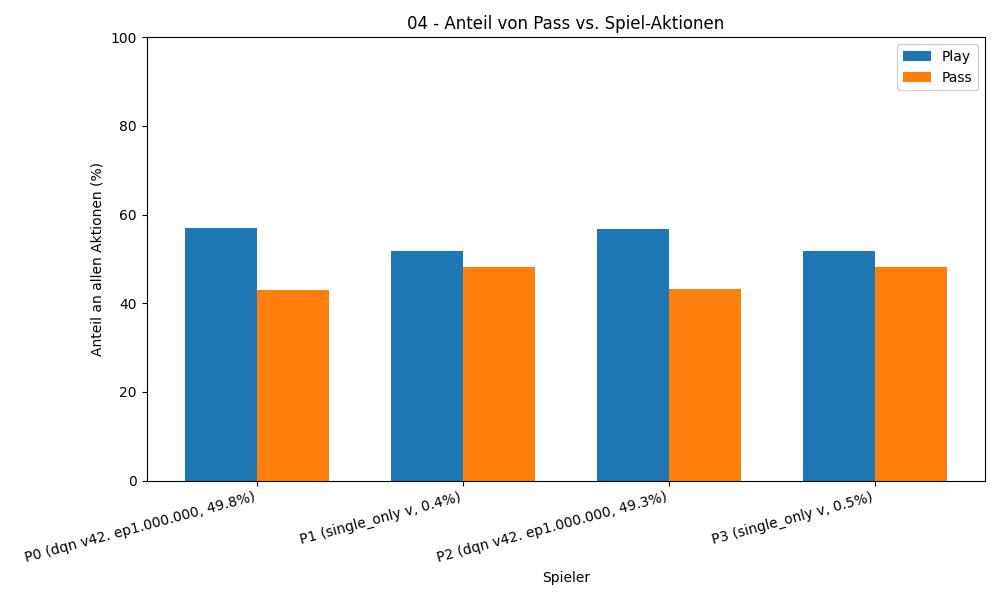 04 - Anteil von Pass vs. Spiel-Aktionen
Play
Pass
Anteil an allen Aktionen (%)
100
80
60
40
20
0
P0 (dqn v42. ep1.000.000, 49.8%)
P1 (single_only v, 0.4%)
P2 (dqn v42. ep1.000.000, 49.3%)
P3 (single_only v, 0.5%)
Spieler